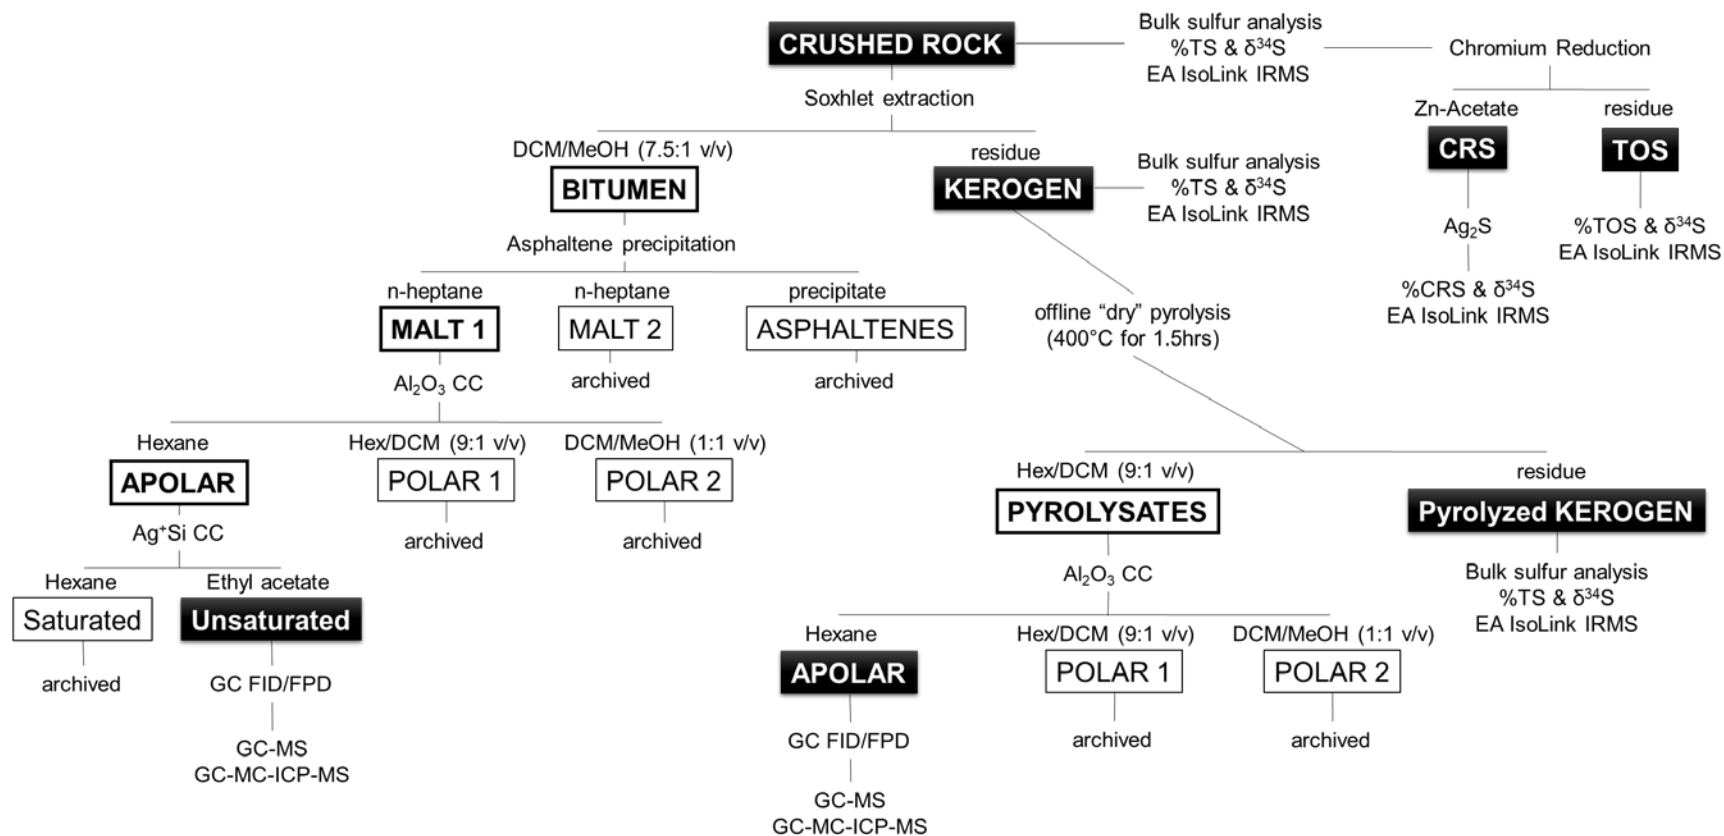 CRUSHED ROCK
Bulk sulfur analysis
%TS & δ³⁴S
EA IsoLink IRMS
Chromium Reduction
Soxhlet extraction
Zn-Acetate
CRS
residue
TOS
Ag₂S
%CRS & δ³⁴S
EA IsoLink IRMS
%TOS & δ³⁴S
EA IsoLink IRMS
DCM/MeOH (7.5:1 v/v)
BITUMEN
residue
KEROGEN
Bulk sulfur analysis
%TS & δ³⁴S
EA IsoLink IRMS
Asphaltene precipitation
n-heptane
MALT 1
n-heptane
MALT 2
archived
precipitate
ASPHALTENES
archived
offline “dry” pyrolysis
(400°C for 1.5hrs)
Al₂O₃ CC
Hexane
APOLAR
Hex/DCM (9:1 v/v)
POLAR 1
archived
DCM/MeOH (1:1 v/v)
POLAR 2
archived
Ag⁺Si CC
Hexane
Saturated
archived
Ethyl acetate
Unsaturated
GC FID/FPD
GC-MS
GC-MC-ICP-MS
Hex/DCM (9:1 v/v)
PYROLYSATES
residue
Pyrolyzed KEROGEN
Bulk sulfur analysis
%TS & δ³⁴S
EA IsoLink IRMS
Al₂O₃ CC
Hexane
APOLAR
GC FID/FPD
GC-MS
GC-MC-ICP-MS
Hex/DCM (9:1 v/v)
POLAR 1
archived
DCM/MeOH (1:1 v/v)
POLAR 2
archived